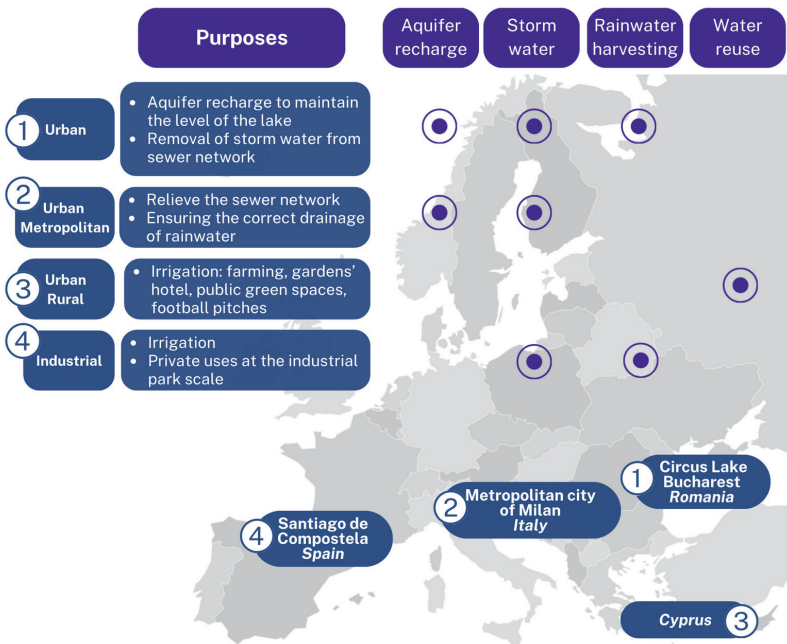 Purposes
Aquifer
recharge
Storm
water
Rainwater
harvesting
Water
reuse
1
Urban
• Aquifer recharge to maintain
the level of the lake
• Removal of storm water from
sewer network
2
Urban
Metropolitan
• Relieve the sewer network
• Ensuring the correct drainage
of rainwater
3
Urban
Rural
• Irrigation: farming, gardens’
hotel, public green spaces,
football pitches
4
Industrial
• Irrigation
• Private uses at the industrial
park scale
1
Circus Lake
Bucharest
Romania
2
Metropolitan city
of Milan
Italy
4
Santiago de
Compostela
Spain
Cyprus
3